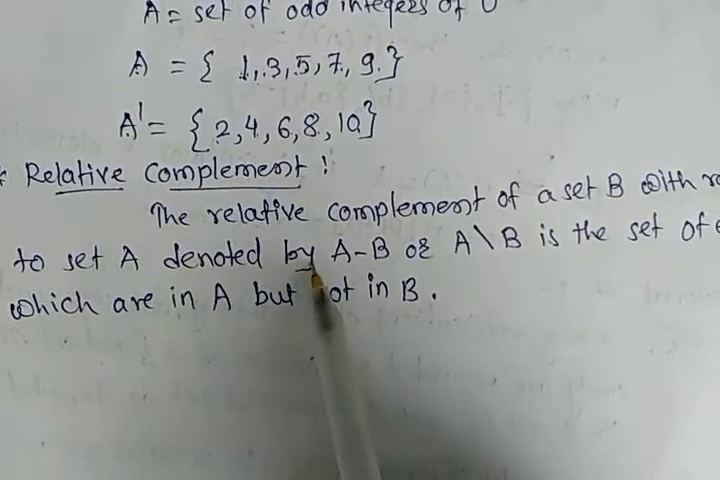 A = set of odd integers of U
A = { 1, 3, 5, 7, 9 }
A' = { 2, 4, 6, 8, 10 }
* Relative Complement :
The relative complement of a set B with
to set A denoted by A-B or A\B is the set of
which are in A but not in B .